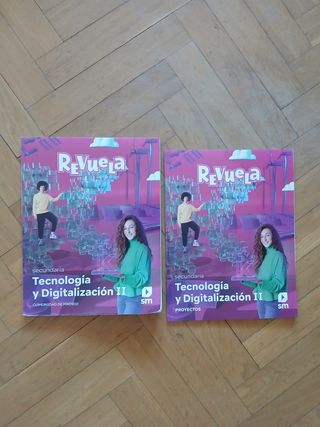 REVUELA
secundaria
Tecnología
y Digitalización II
COMUNIDAD DE MADRID
sm
REVUELA
secundaria
Tecnología
y Digitalización II
PROYECTOS
sm